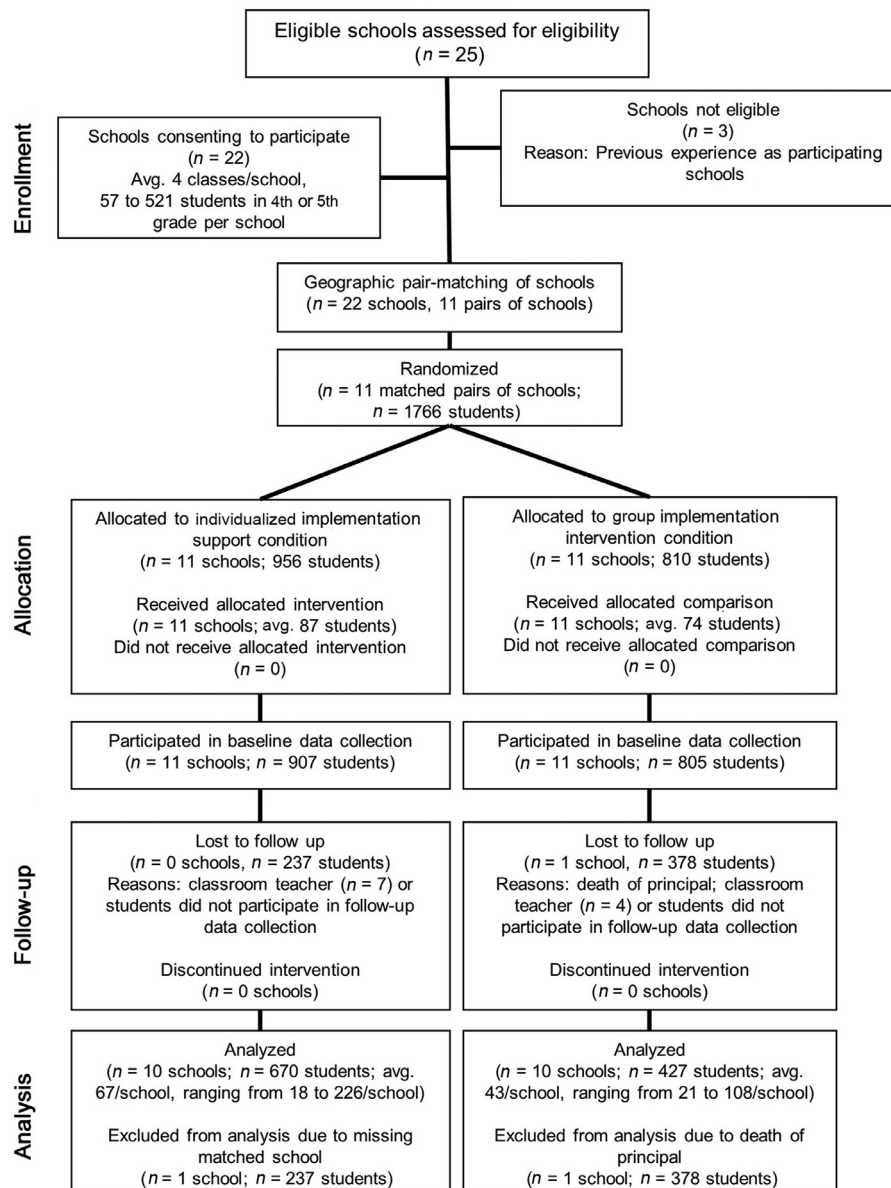 Eligible schools assessed for eligibility
(n = 25)
Enrollment
Schools consenting to participate
(n = 22)
Avg. 4 classes/school,
57 to 521 students in 4th or 5th
grade per school
Schools not eligible
(n = 3)
Reason: Previous experience as participating
schools
Geographic pair-matching of schools
(n = 22 schools, 11 pairs of schools)
Randomized
(n = 11 matched pairs of schools;
n = 1766 students)
Allocation
Allocated to individualized implementation
support condition
(n = 11 schools; 956 students)
Received allocated intervention
(n = 11 schools; avg. 87 students)
Did not receive allocated intervention
(n = 0)
Allocated to group implementation
intervention condition
(n = 11 schools; 810 students)
Received allocated comparison
(n = 11 schools; avg. 74 students)
Did not receive allocated comparison
(n = 0)
Participated in baseline data collection
(n = 11 schools; n = 907 students)
Participated in baseline data collection
(n = 11 schools; n = 805 students)
Follow-up
Lost to follow up
(n = 0 schools, n = 237 students)
Reasons: classroom teacher (n = 7) or
students did not participate in follow-up
data collection
Discontinued intervention
(n = 0 schools)
Lost to follow up
(n = 1 school, n = 378 students)
Reasons: death of principal; classroom
teacher (n = 4) or students did not
participate in follow-up data collection
Discontinued intervention
(n = 0 schools)
Analysis
Analyzed
(n = 10 schools; n = 670 students; avg.
67/school, ranging from 18 to 226/school)
Excluded from analysis due to missing
matched school
(n = 1 school; n = 237 students)
Analyzed
(n = 10 schools; n = 427 students; avg.
43/school, ranging from 21 to 108/school)
Excluded from analysis due to death of
principal
(n = 1 school; n = 378 students)